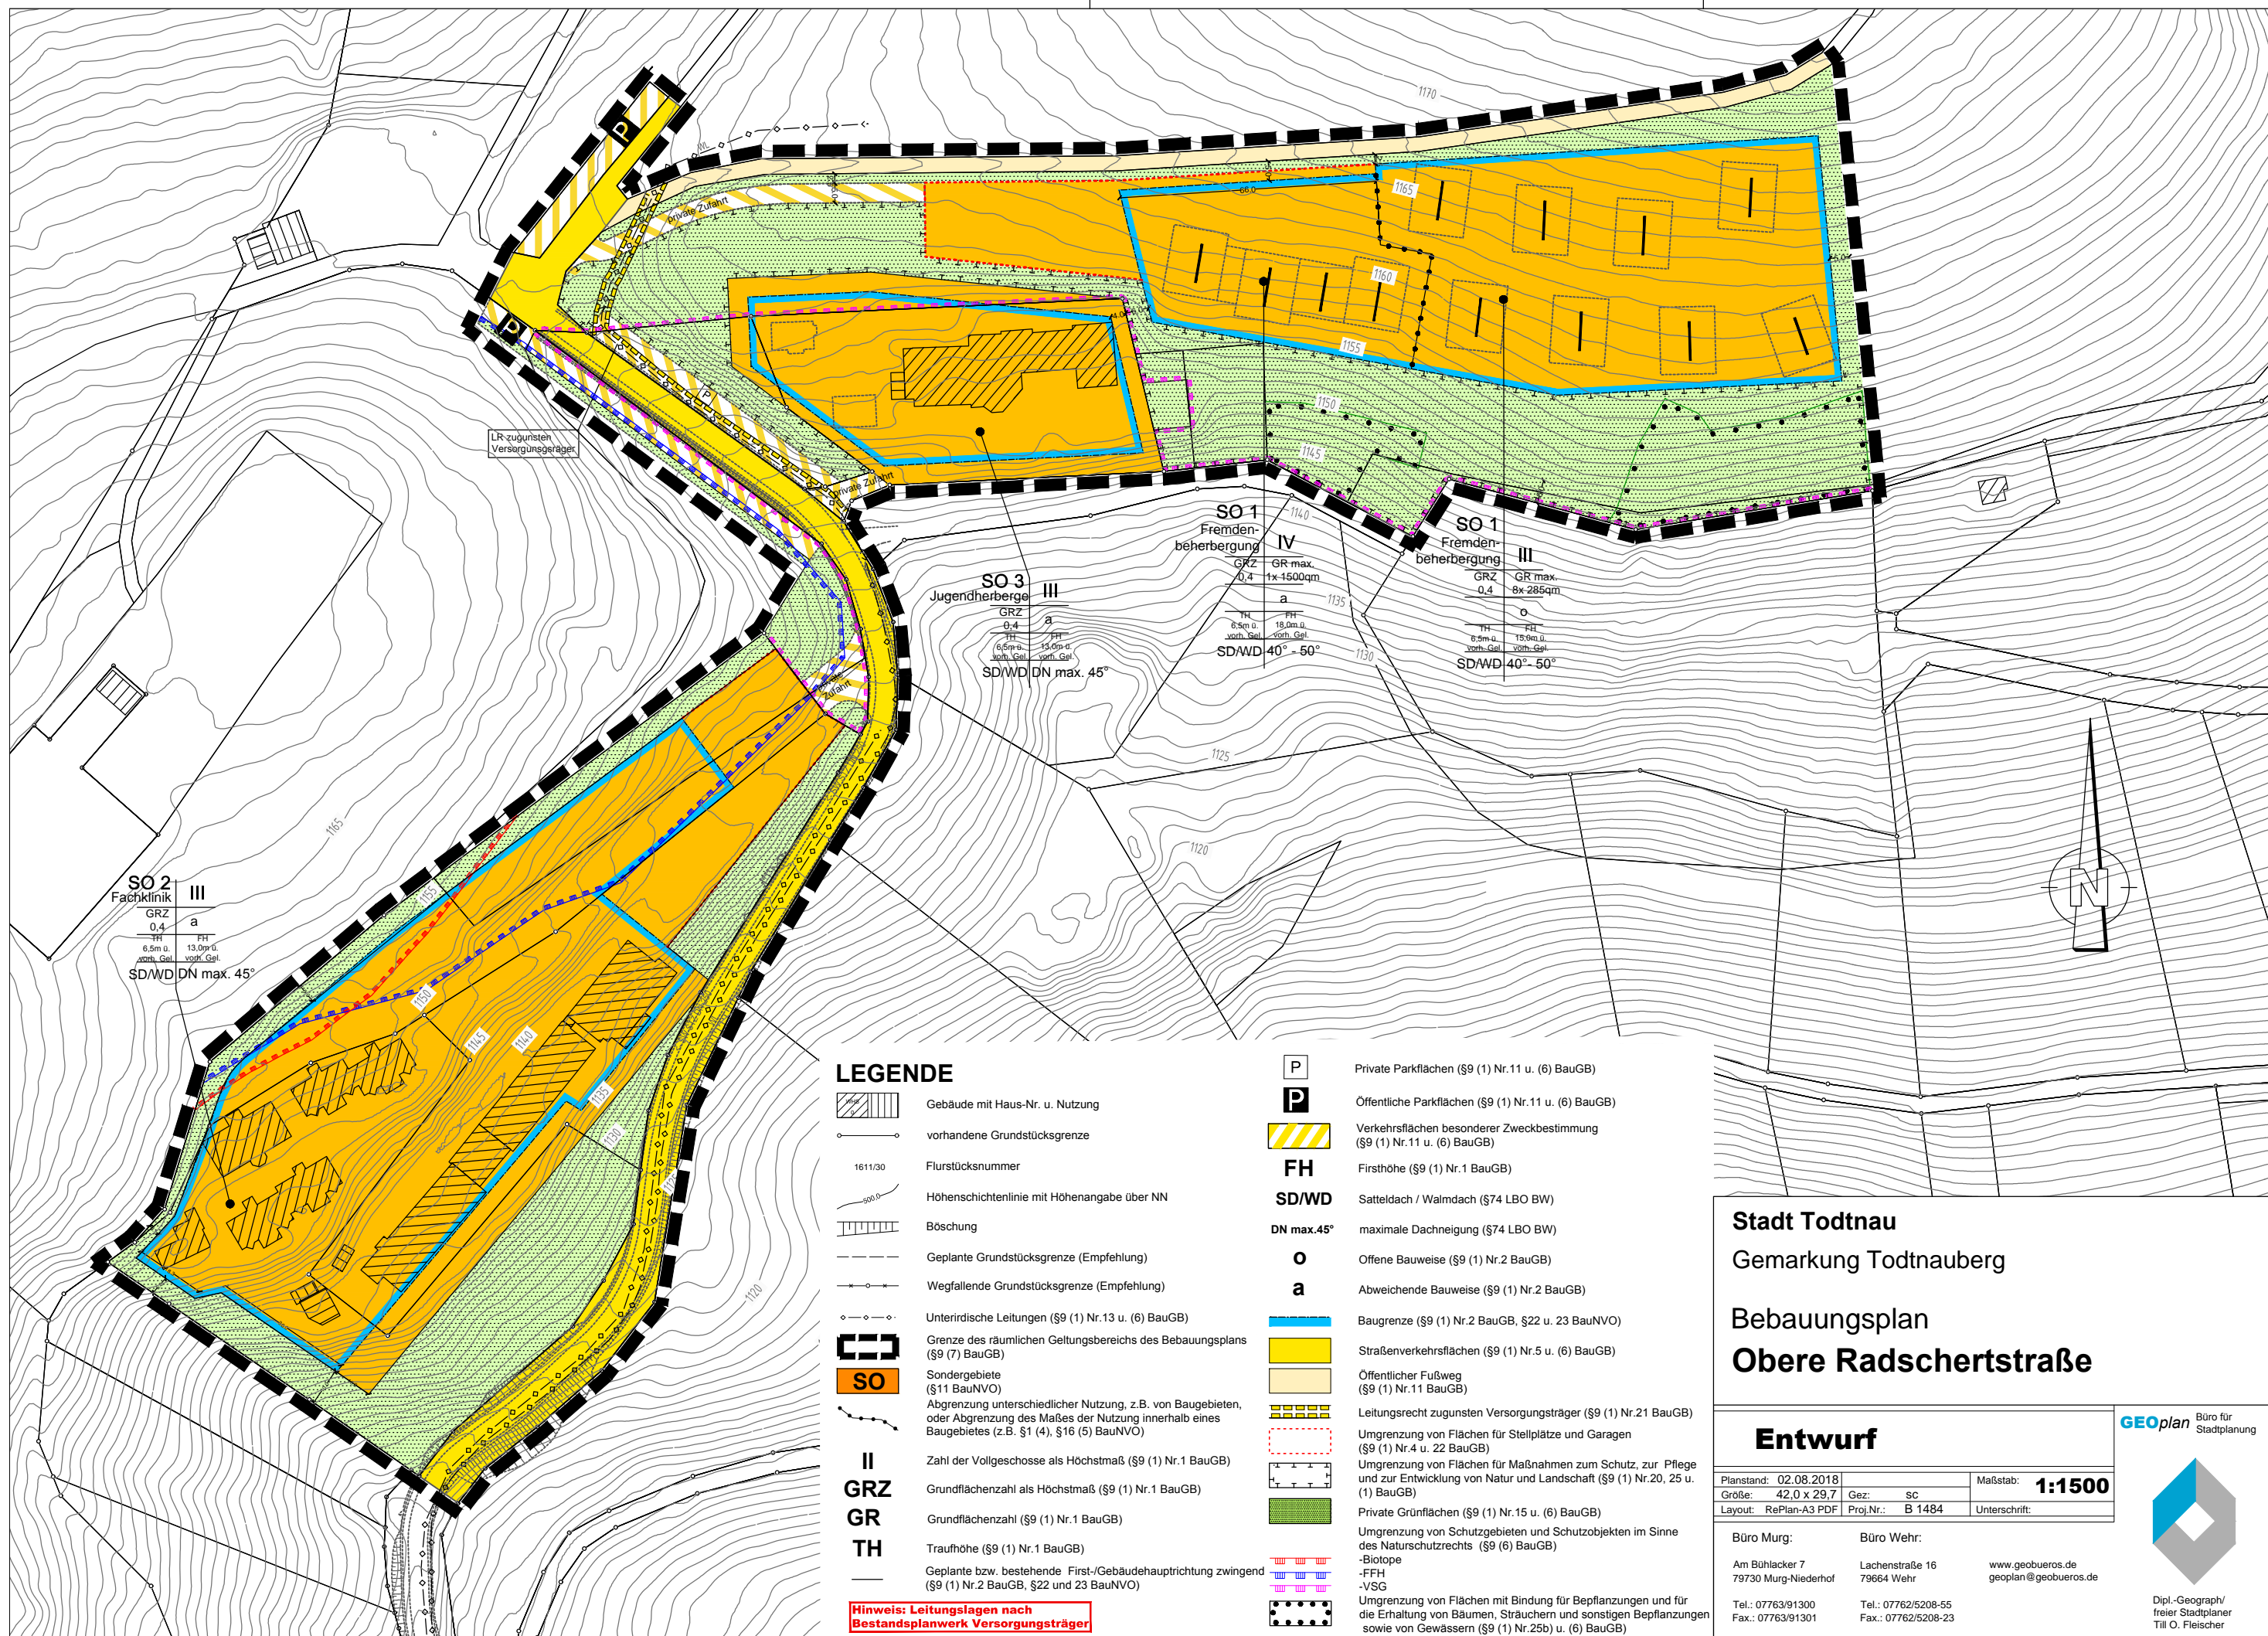 1170
P
WL
private Zufahrt
66,0
1165
1160
1155
P
P
LR zugunsten
Versorgunsgsräger
private Zufahrt
1150
1145
1140
1135
1130
1125
1120
1165
SO 1
Fremden-
beherbergung
IV
GRZ
0,4
GR max.
1x 1500qm
a
TH
6,5m ü.
vorh. Gel.
FH
18,0m ü.
vorh. Gel.
SD/WD 40° - 50°
SO 1
Fremden-
beherbergung
III
GRZ
0,4
GR max.
8x 285qm
o
TH
6,5m ü.
vorh. Gel.
FH
15,0m ü.
vorh. Gel.
SD/WD 40°- 50°
SO 3
Jugendherberge
III
GRZ
0,4
a
TH
6,5m ü.
vorh. Gel.
FH
13,0m ü.
vorh. Gel.
SD/WD DN max. 45°
private
Zufahrt
SO 2
Fachklinik
III
GRZ
0,4
a
TH
6,5m ü.
vorh. Gel.
FH
13,0m ü.
vorh. Gel.
SD/WD DN max. 45°
1155
1150
1145
1140
1135
1130
1120
N
LEGENDE
Gebäude mit Haus-Nr. u. Nutzung
vorhandene Grundstücksgrenze
1611/30 Flurstücksnummer
500,0 Höhenschichtenlinie mit Höhenangabe über NN
Böschung
Geplante Grundstücksgrenze (Empfehlung)
Wegfallende Grundstücksgrenze (Empfehlung)
Unterirdische Leitungen (§9 (1) Nr.13 u. (6) BauGB)
Grenze des räumlichen Geltungsbereichs des Bebauungsplans
(§9 (7) BauGB)
SO Sondergebiete
(§11 BauNVO)
Abgrenzung unterschiedlicher Nutzung, z.B. von Baugebieten,
oder Abgrenzung des Maßes der Nutzung innerhalb eines
Baugebietes (z.B. §1 (4), §16 (5) BauNVO)
II Zahl der Vollgeschosse als Höchstmaß (§9 (1) Nr.1 BauGB)
GRZ Grundflächenzahl als Höchstmaß (§9 (1) Nr.1 BauGB)
GR Grundflächenzahl (§9 (1) Nr.1 BauGB)
TH Traufhöhe (§9 (1) Nr.1 BauGB)
Geplante bzw. bestehende First-/Gebäudehauptrichtung zwingend
(§9 (1) Nr.2 BauGB, §22 und 23 BauNVO)
Hinweis: Leitungslagen nach
Bestandsplanwerk Versorgungsträger
P Private Parkflächen (§9 (1) Nr.11 u. (6) BauGB)
P Öffentliche Parkflächen (§9 (1) Nr.11 u. (6) BauGB)
Verkehrsflächen besonderer Zweckbestimmung
(§9 (1) Nr.11 u. (6) BauGB)
FH Firsthöhe (§9 (1) Nr.1 BauGB)
SD/WD Satteldach / Walmdach (§74 LBO BW)
DN max.45° maximale Dachneigung (§74 LBO BW)
o Offene Bauweise (§9 (1) Nr.2 BauGB)
a Abweichende Bauweise (§9 (1) Nr.2 BauGB)
Baugrenze (§9 (1) Nr.2 BauGB, §22 u. 23 BauNVO)
Straßenverkehrsflächen (§9 (1) Nr.5 u. (6) BauGB)
Öffentlicher Fußweg
(§9 (1) Nr.11 BauGB)
Leitungsrecht zugunsten Versorgungsträger (§9 (1) Nr.21 BauGB)
Umgrenzung von Flächen für Stellplätze und Garagen
(§9 (1) Nr.4 u. 22 BauGB)
Umgrenzung von Flächen für Maßnahmen zum Schutz, zur Pflege
und zur Entwicklung von Natur und Landschaft (§9 (1) Nr.20, 25 u.
(1) BauGB)
Private Grünflächen (§9 (1) Nr.15 u. (6) BauGB)
Umgrenzung von Schutzgebieten und Schutzobjekten im Sinne
des Naturschutzrechts (§9 (6) BauGB)
-Biotope
-FFH
-VSG
Umgrenzung von Flächen mit Bindung für Bepflanzungen und für
die Erhaltung von Bäumen, Sträuchern und sonstigen Bepflanzungen
sowie von Gewässern (§9 (1) Nr.25b) u. (6) BauGB)
Stadt Todtnau
Gemarkung Todtnauberg
Bebauungsplan
Obere Radschertstraße
Entwurf
GEOplan Büro für
Stadtplanung
Planstand: 02.08.2018 Maßstab: 1:1500
Größe: 42,0 x 29,7 Gez: sc
Layout: RePlan-A3 PDF Proj.Nr.: B 1484 Unterschrift:
Büro Murg: Büro Wehr:
Am Bühlacker 7 Lachenstraße 16 www.geobueros.de
79730 Murg-Niederhof 79664 Wehr geoplan@geobueros.de
Tel.: 07763/91300 Tel.: 07762/5208-55
Fax.: 07763/91301 Fax.: 07762/5208-23
Dipl.-Geograph/
freier Stadtplaner
Till O. Fleischer